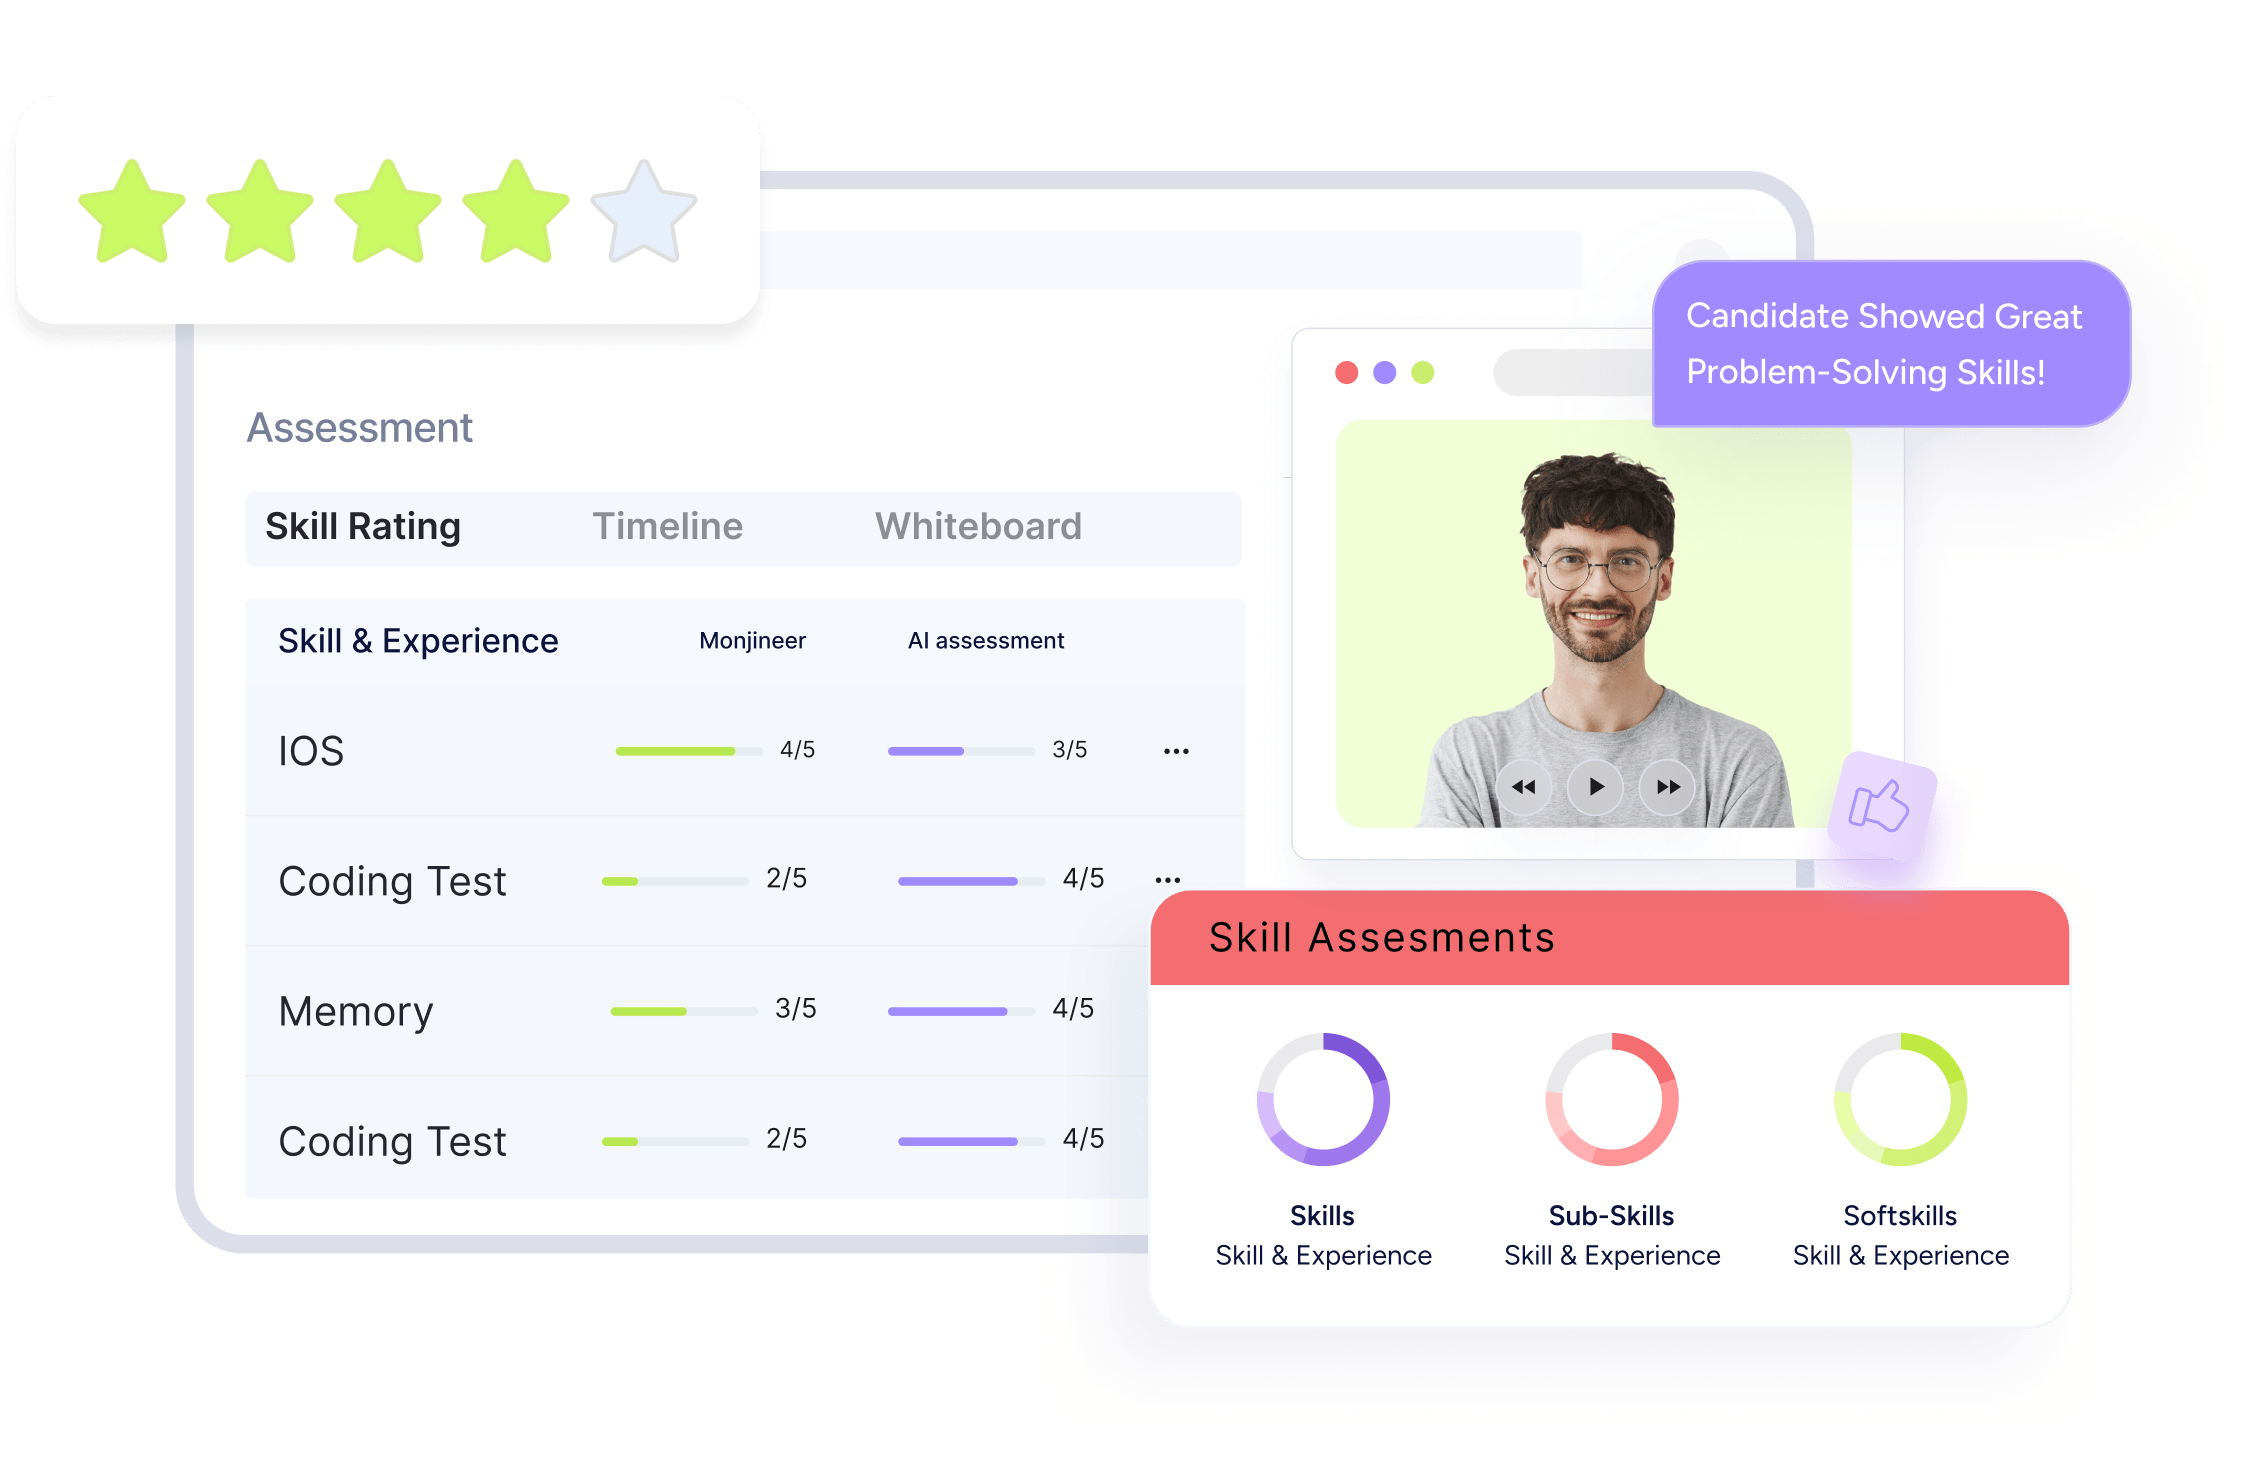 Candidate Showed Great
Problem-Solving Skills!
Assessment
Skill Rating Timeline Whiteboard
Skill & Experience Monjineer AI assessment
IOS 4/5 3/5
Coding Test 2/5 4/5
Memory 3/5 4/5
Coding Test 2/5 4/5
Skill Assesments
Skills Sub-Skills Softskills
Skill & Experience Skill & Experience Skill & Experience